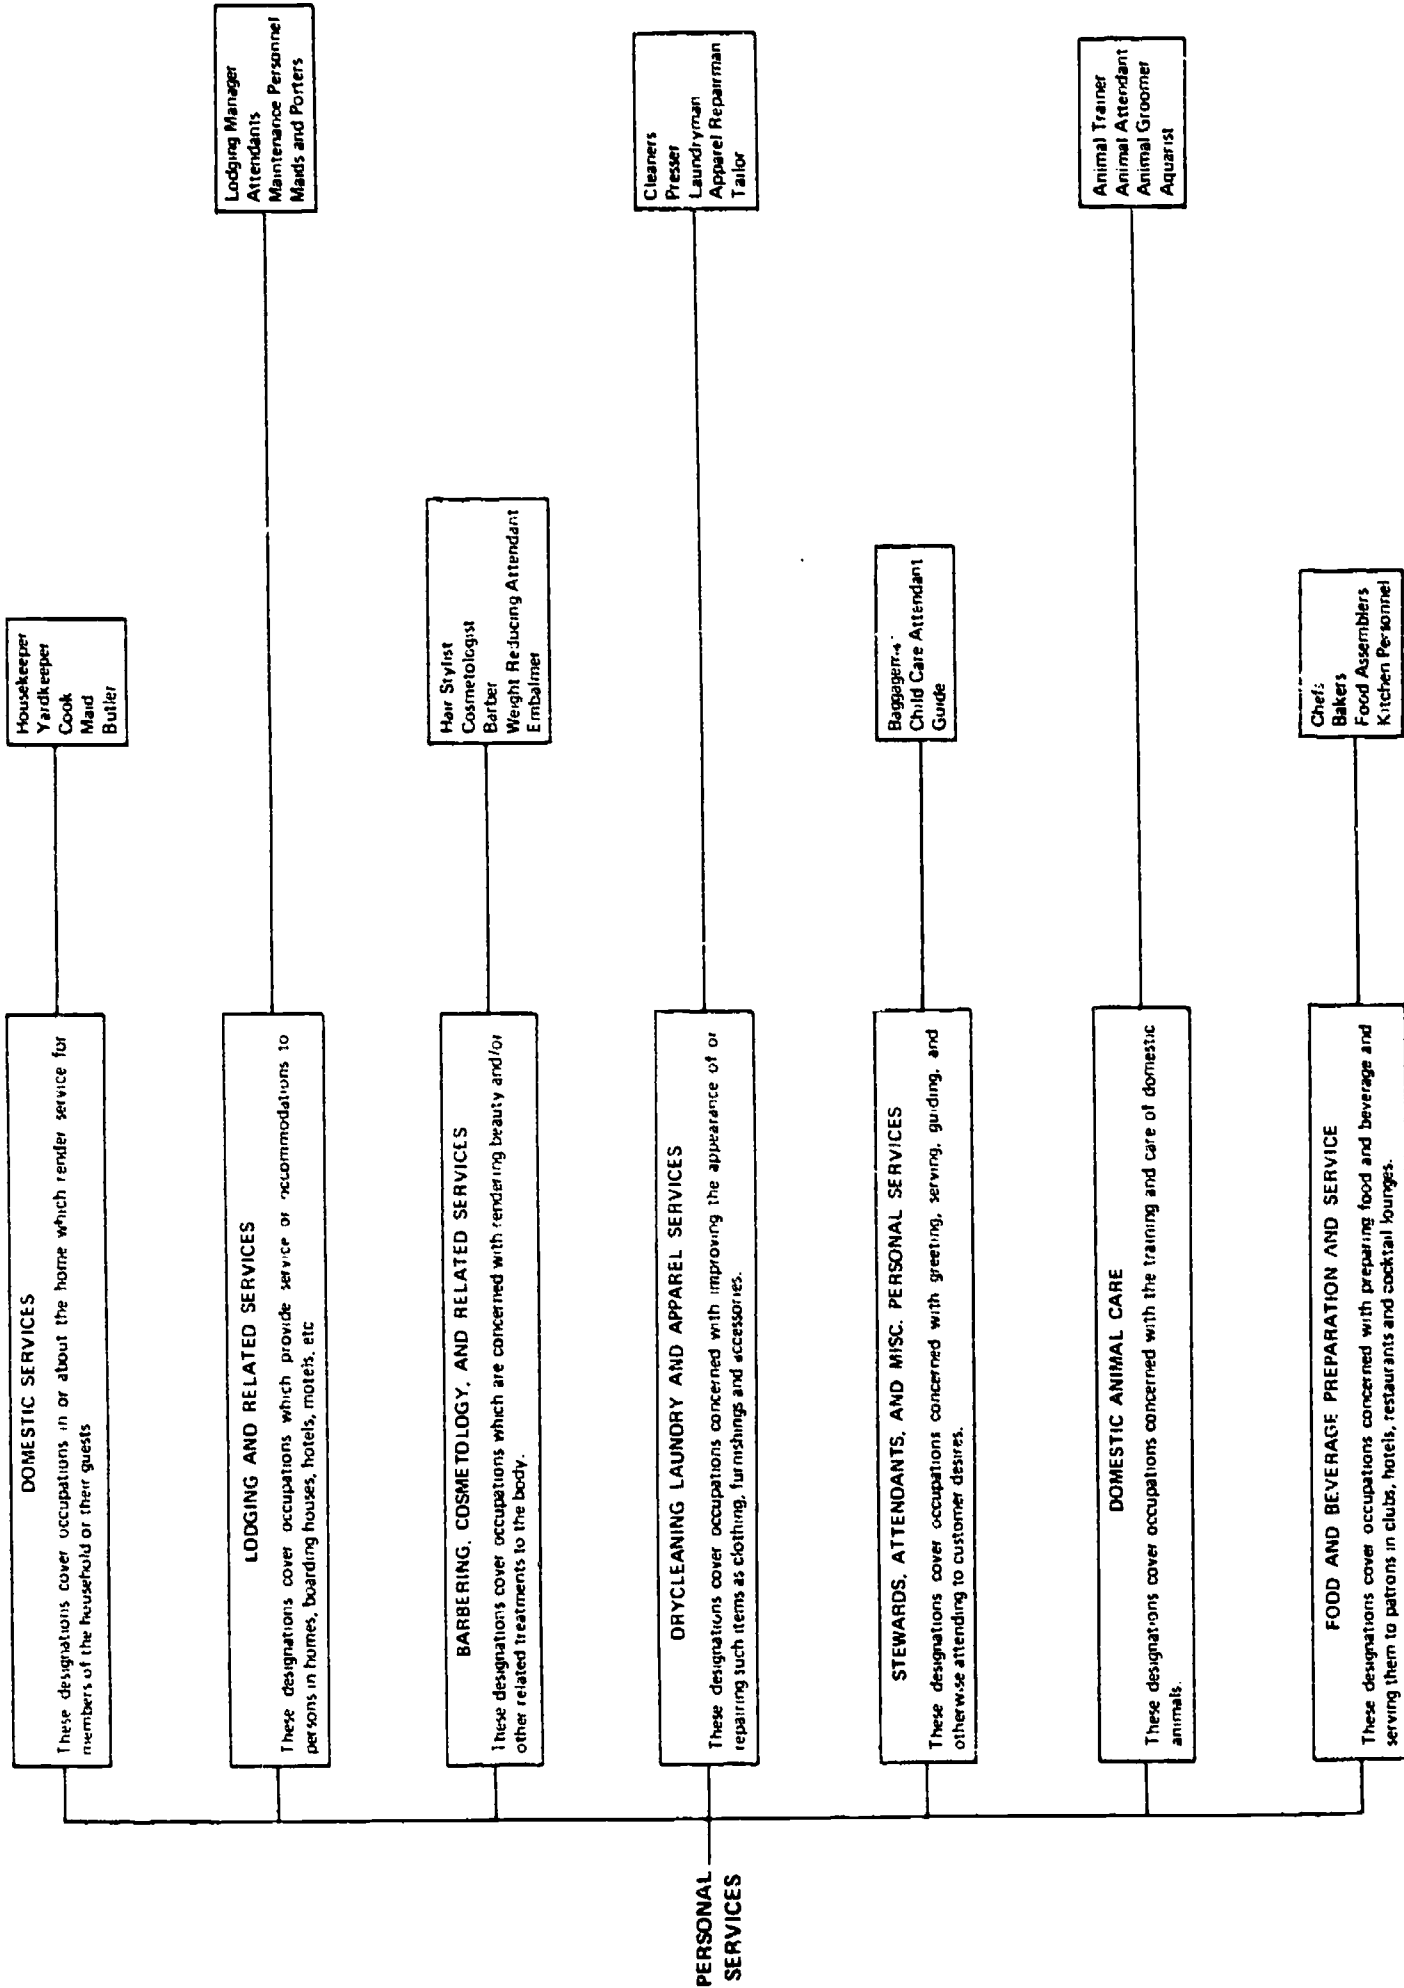 PERSONAL
SERVICES
DOMESTIC SERVICES
These designations cover occupations in or about the home which render service for
members of the household or their guests
Housekeeper
Yardkeeper
Cook
Maid
Butler
LODGING AND RELATED SERVICES
These designations cover occupations which provide service or accommodations to
persons in homes, boarding houses, hotels, motels, etc
Lodging Manager
Attendants
Maintenance Personnel
Maids and Porters
BARBERING, COSMETOLOGY, AND RELATED SERVICES
These designations cover occupations which are concerned with rendering beauty and/or
other related treatments to the body.
Hair Stylist
Cosmetologist
Barber
Weight Reducing Attendant
Embalmer
DRYCLEANING LAUNDRY AND APPAREL SERVICES
These designations cover occupations concerned with improving the appearance of or
repairing such items as clothing, furnishings and accessories.
Cleaners
Presser
Laundryman
Apparel Repairman
Tailor
STEWARDS, ATTENDANTS, AND MISC. PERSONAL SERVICES
These designations cover occupations concerned with greeting, serving, guiding, and
otherwise attending to customer desires.
Child Care Attendant
Guide
DOMESTIC ANIMAL CARE
These designations cover occupations concerned with the training and care of domestic
animals.
Animal Trainer
Animal Attendant
Animal Groomer
Aquarist
FOOD AND BEVERAGE PREPARATION AND SERVICE
These designations cover occupations concerned with preparing food and beverage and
serving them to patrons in clubs, hotels, restaurants and cocktail lounges.
Chefs
Bakers
Food Assemblers
Kitchen Personnel